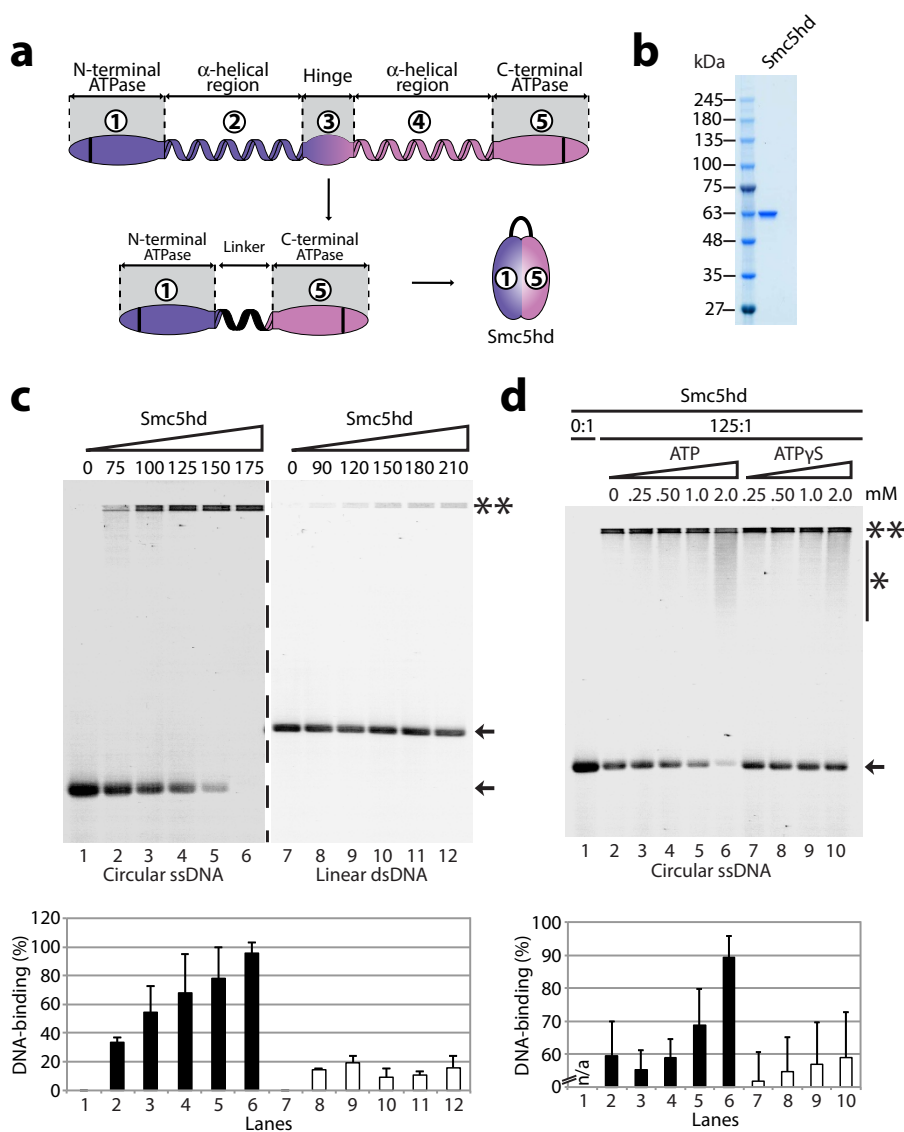 a
N-terminal
ATPase
α-helical
region
Hinge
α-helical
region
C-terminal
ATPase
1 2 3 4 5
N-terminal
ATPase
Linker
C-terminal
ATPase
1 5
1 5
Smc5hd
b
kDa
Smc5hd
245
180
135
100
75
63
48
35
27
c
Smc5hd Smc5hd
0 75 100 125 150 175 0 90 120 150 180 210
**
1 2 3 4 5 6 7 8 9 10 11 12
Circular ssDNA Linear dsDNA
DNA-binding (%)
120
100
80
60
40
20
0
1 2 3 4 5 6 7 8 9 10 11 12
Lanes
d
Smc5hd
0:1 125:1
ATP ATPγS
0 .25 .50 1.0 2.0 .25 .50 1.0 2.0 mM
**
*
1 2 3 4 5 6 7 8 9 10
Circular ssDNA
DNA-binding (%)
100
90
80
70
60
60
0
n/a
1 2 3 4 5 6 7 8 9 10
Lanes